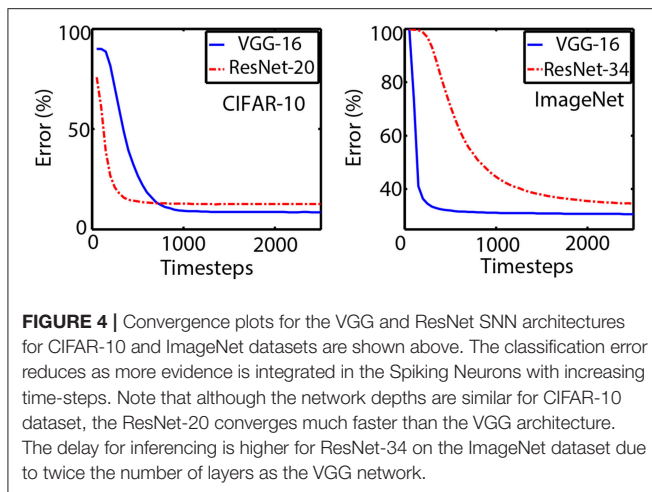 100
50
0
Error (%)
VGG-16
ResNet-20
CIFAR-10
0
1000
2000
Timesteps
100
80
60
40
Error (%)
VGG-16
ResNet-34
ImageNet
0
1000
2000
Timesteps
FIGURE 4 | Convergence plots for the VGG and ResNet SNN architectures
for CIFAR-10 and ImageNet datasets are shown above. The classification error
reduces as more evidence is integrated in the Spiking Neurons with increasing
time-steps. Note that although the network depths are similar for CIFAR-10
dataset, the ResNet-20 converges much faster than the VGG architecture.
The delay for inferencing is higher for ResNet-34 on the ImageNet dataset due
to twice the number of layers as the VGG network.